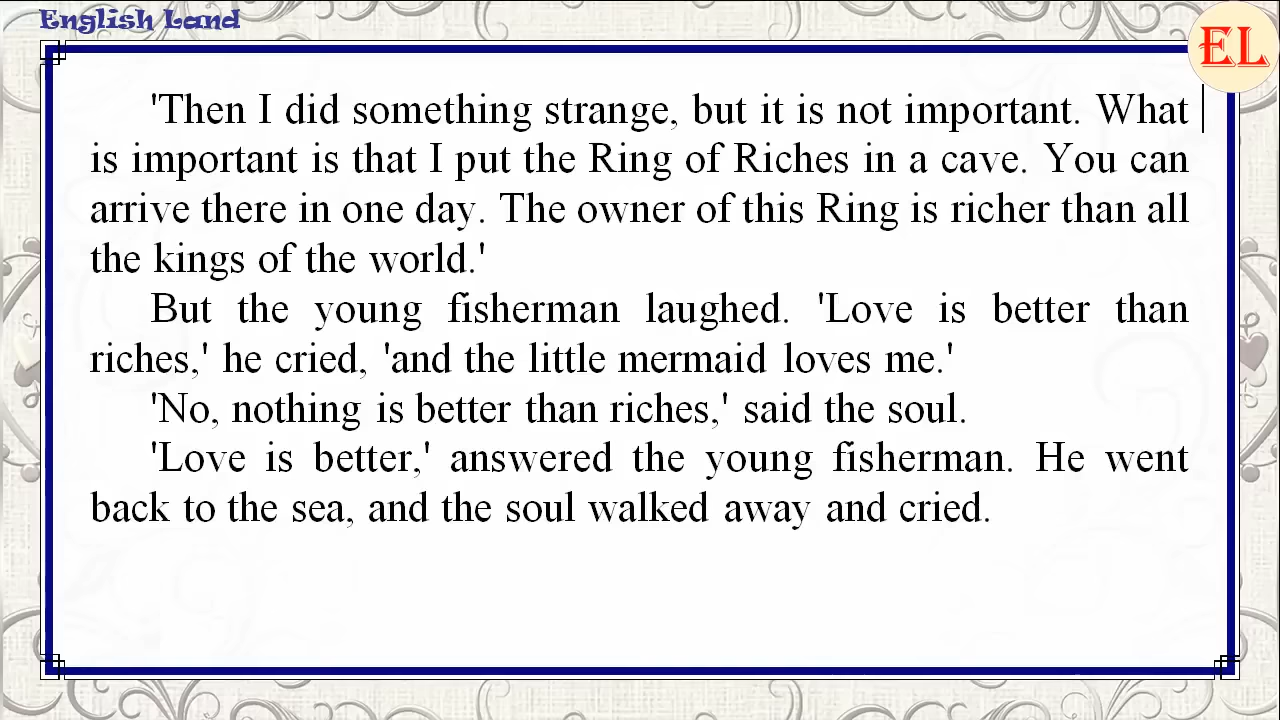 English Land
EL
'Then I did something strange, but it is not important. What
is important is that I put the Ring of Riches in a cave. You can
arrive there in one day. The owner of this Ring is richer than all
the kings of the world.'
But the young fisherman laughed. 'Love is better than
riches,' he cried, 'and the little mermaid loves me.'
'No, nothing is better than riches,' said the soul.
'Love is better,' answered the young fisherman. He went
back to the sea, and the soul walked away and cried.